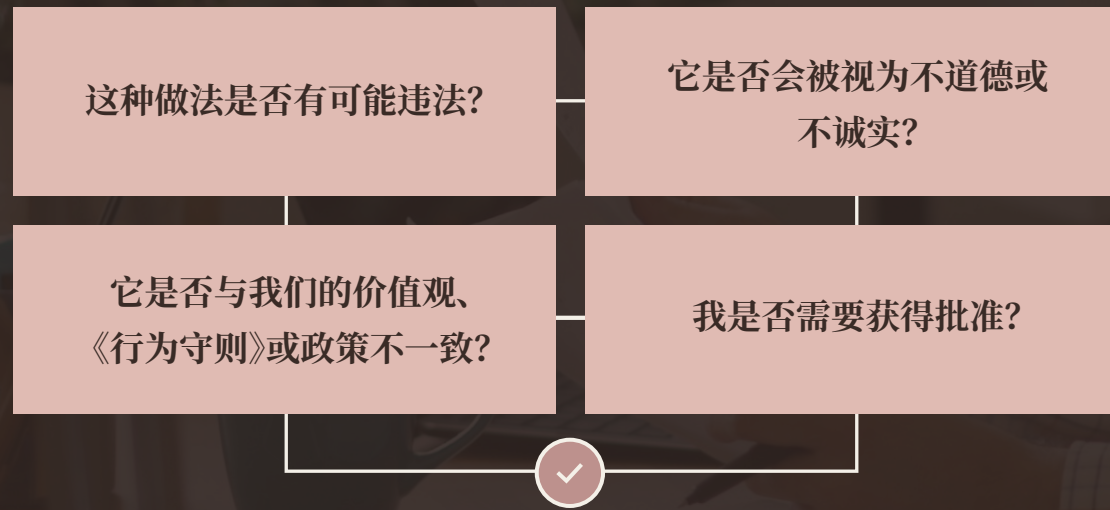 这种做法是否有可能违法？
它是否会被视为不道德或
不诚实？
它是否与我们的价值观、
《行为守则》或政策不一致？
我是否需要获得批准？